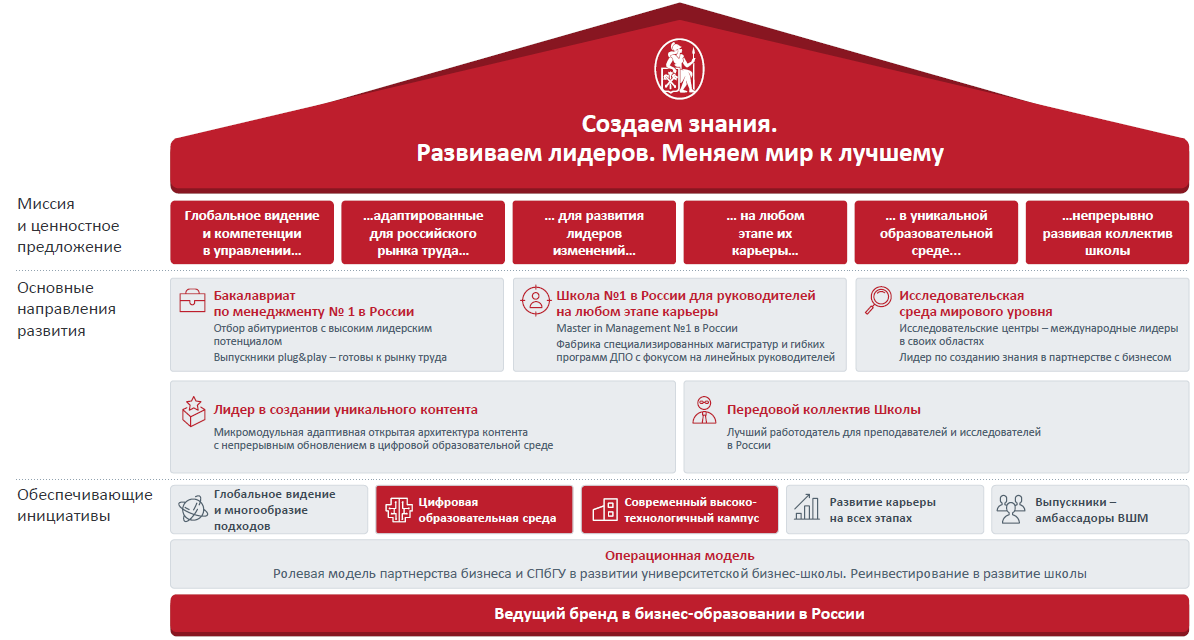 Создаем знания.
Развиваем лидеров. Меняем мир к лучшему
Миссия
и ценностное
предложение
Глобальное видение
и компетенции
в управлении...
...адаптированные
для российского
рынка труда...
... для развития
лидеров
изменений...
... на любом
этапе их
карьеры...
... в уникальной
образовательной
среде...
...непрерывно
развивая коллектив
школы
Основные
направления
развития
Бакалавриат
по менеджменту № 1 в России
Отбор абитуриентов с высоким лидерским
потенциалом
Выпускники plug&play – готовы к рынку труда
Школа №1 в России для руководителей
на любом этапе карьеры
Master in Management №1 в России
Фабрика специализированных магистратур и гибких
программ ДПО с фокусом на линейных руководителей
Исследовательская
среда мирового уровня
Исследовательские центры – международные лидеры
в своих областях
Лидер по созданию знания в партнерстве с бизнесом
Лидер в создании уникального контента
Микромодульная адаптивная открытая архитектура контента
с непрерывным обновлением в цифровой образовательной среде
Передовой коллектив Школы
Лучший работодатель для преподавателей и исследователей
в России
Обеспечивающие
инициативы
Глобальное видение
и многообразие
подходов
Цифровая
образовательная среда
Современный высоко-
технологичный кампус
Развитие карьеры
на всех этапах
Выпускники –
амбассадоры ВШМ
Операционная модель
Ролевая модель партнерства бизнеса и СПбГУ в развитии университетской бизнес-школы. Реинвестирование в развитие школы
Ведущий бренд в бизнес-образовании в России